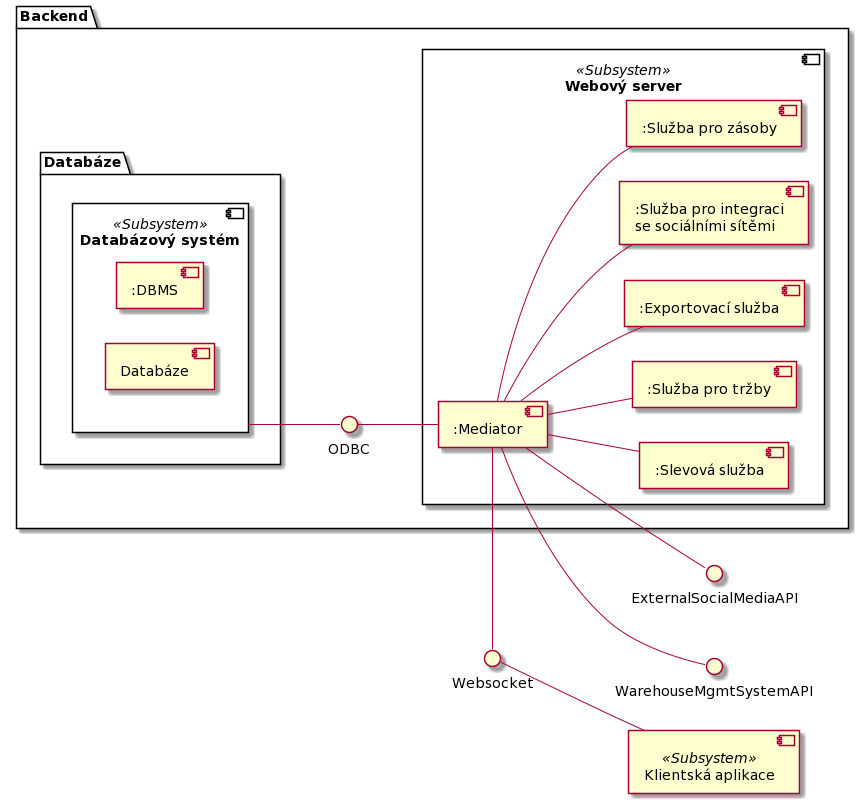 Backend
«Subsystem»
Webový server
:Služba pro zásoby
Databáze
:Služba pro integraci
se sociálními sítěmi
«Subsystem»
Databázový systém
:DBMS
:Exportovací služba
Databáze
:Služba pro tržby
:Mediator
ODBC
:Slevová služba
ExternalSocialMediaAPI
Websocket
WarehouseMgmtSystemAPI
«Subsystem»
Klientská aplikace